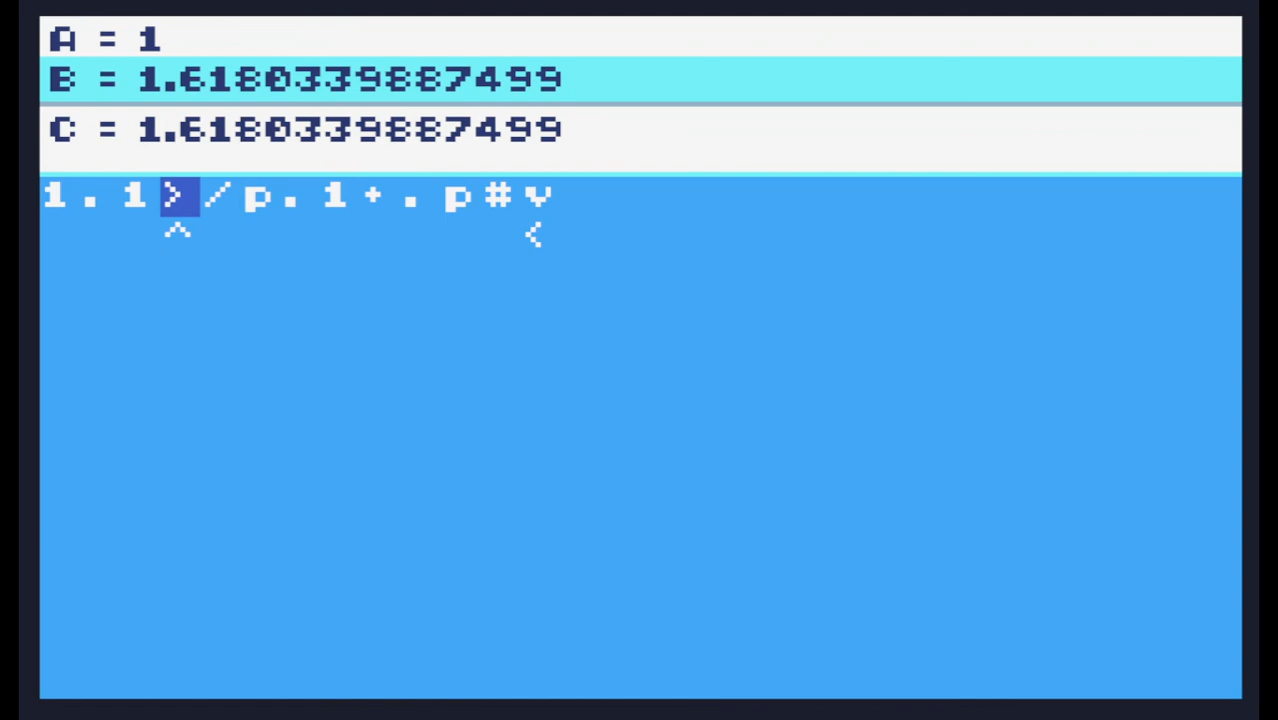 A = 1
B = 1.6180339887499
C = 1.6180339887499
1.1>/p.1+.p#v
^ <